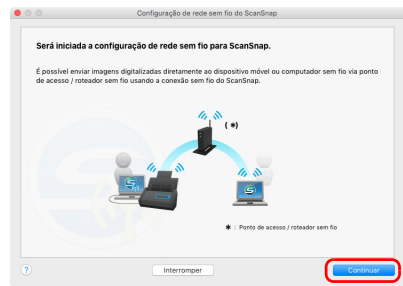 Configuração de rede sem fio do ScanSnap
Será iniciada a configuração de rede sem fio para ScanSnap.
É possível enviar imagens digitalizadas diretamente ao dispositivo móvel ou computador sem fio via ponto
de acesso / roteador sem fio usando a conexão sem fio do ScanSnap.
( *)
* : Ponto de acesso / roteador sem fio
? Interromper Continuar